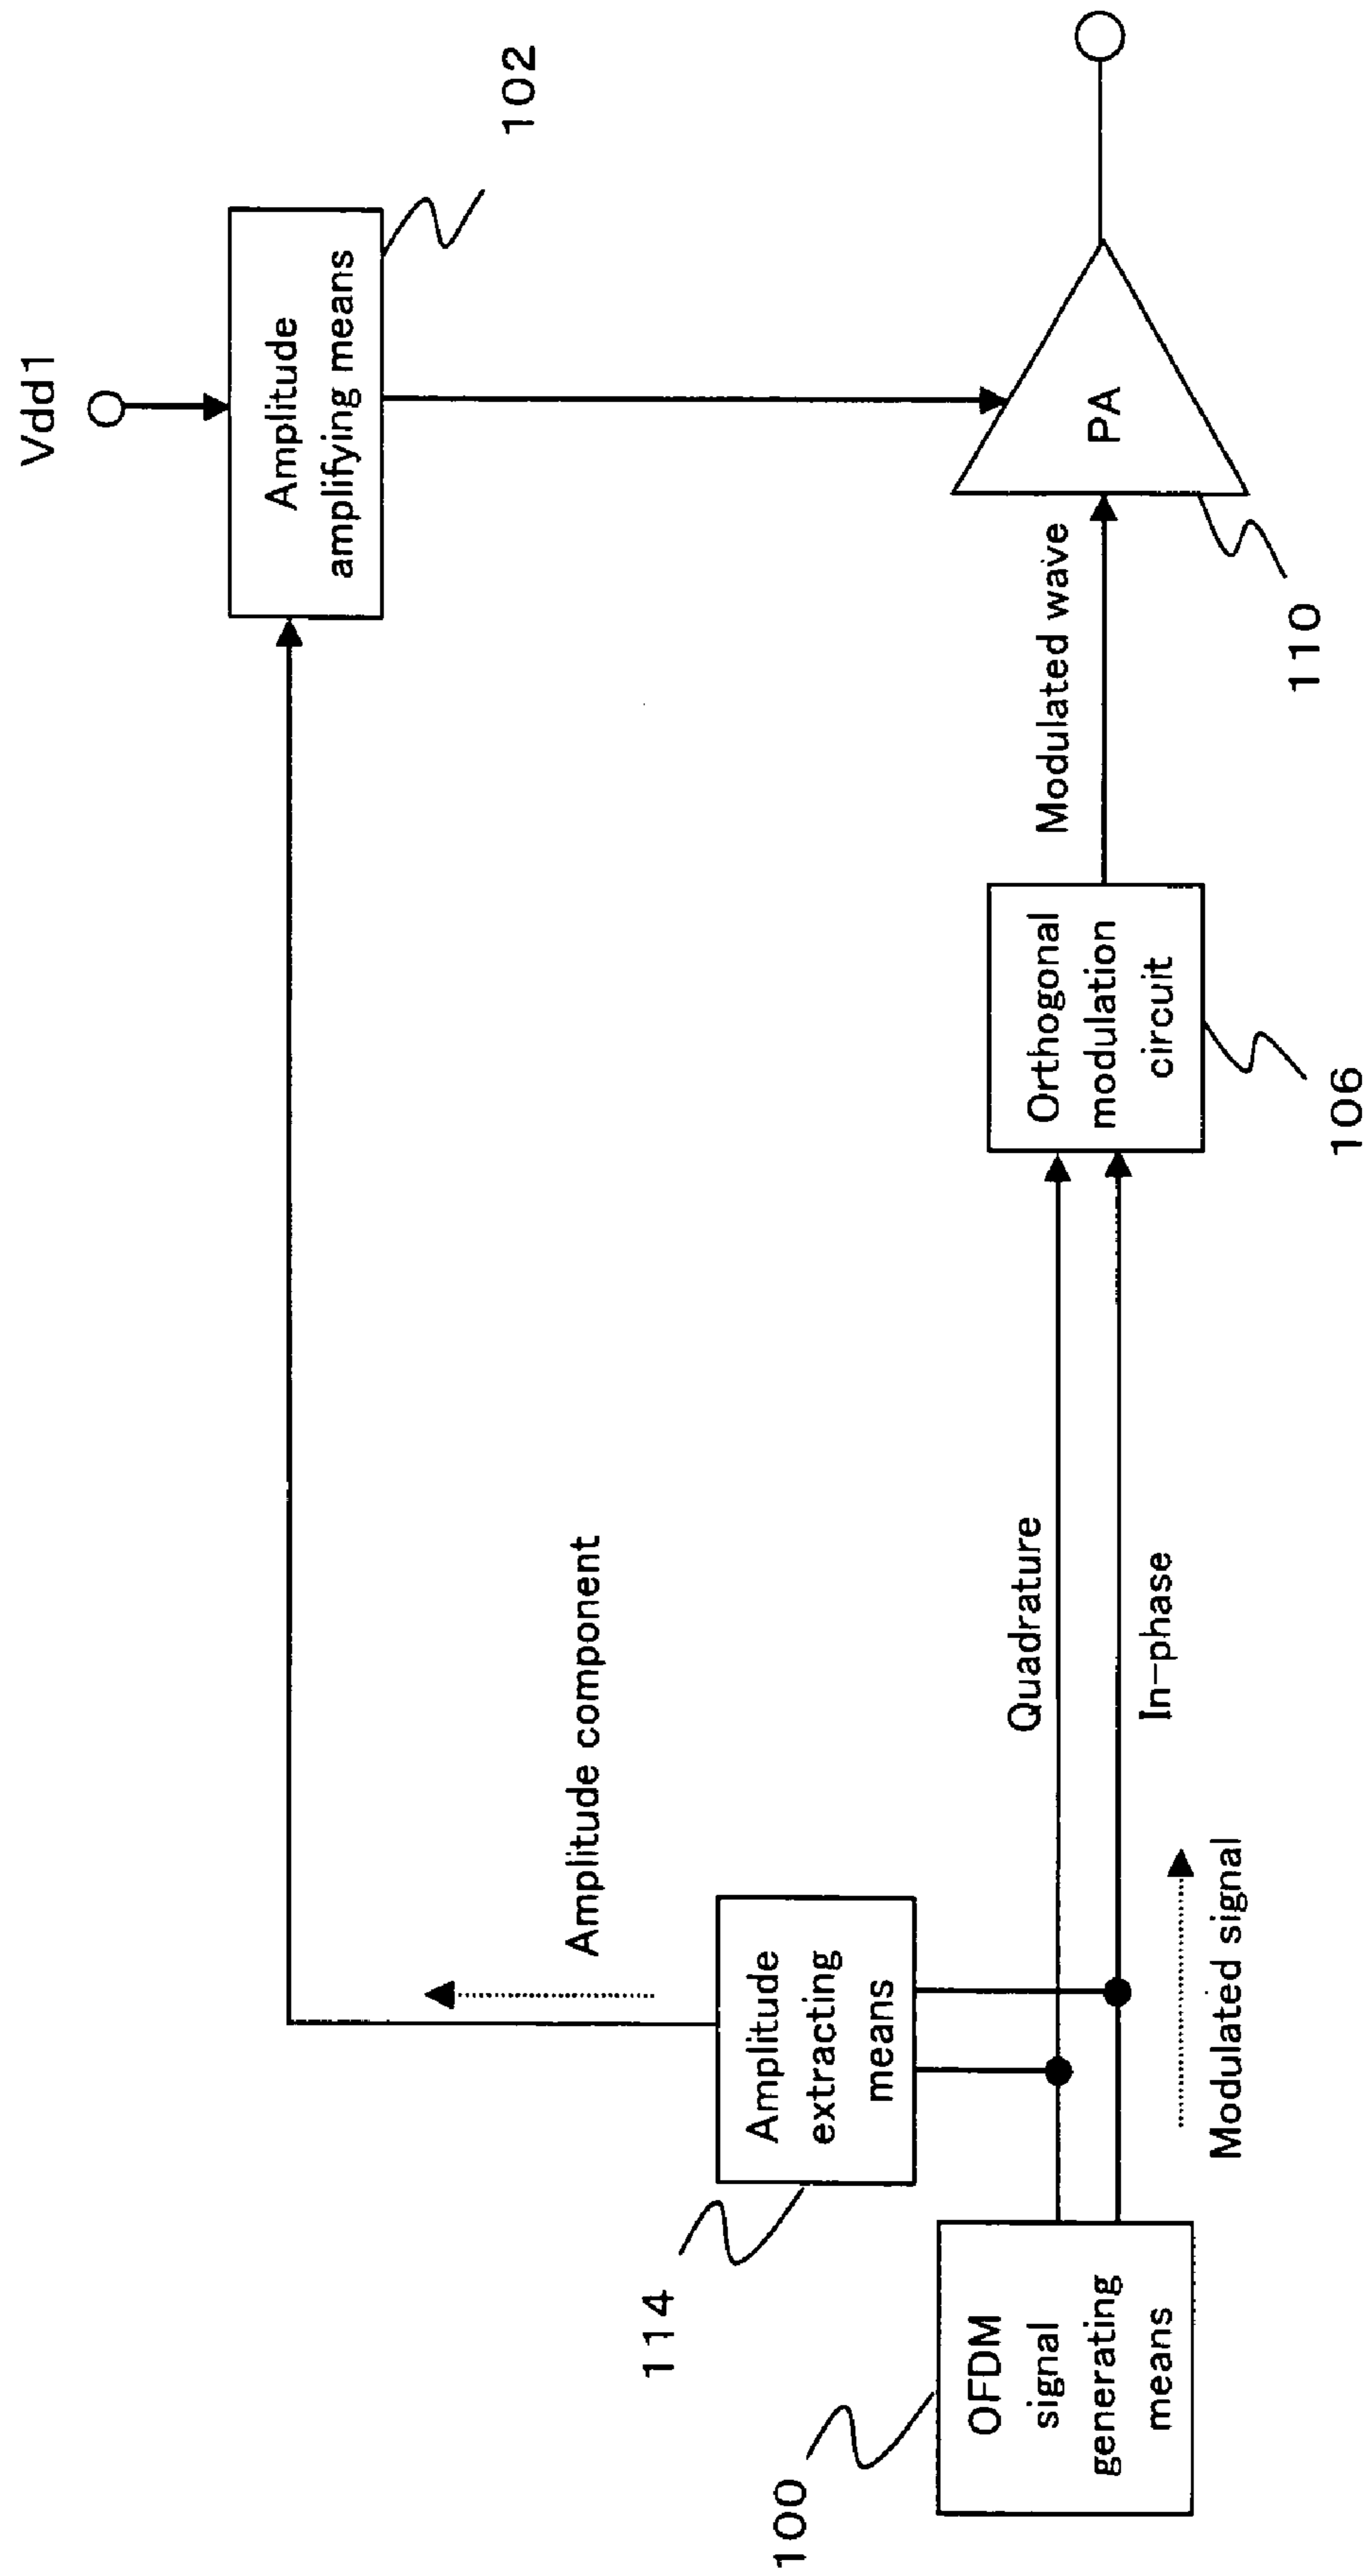 Vdd1
102
Amplitude
amplifying means
Amplitude component
114
Amplitude
extracting
means
Quadrature
In-phase
Modulated wave
PA
110
100
OFDM
signal
generating
means
Modulated signal
Orthogonal
modulation
circuit
106